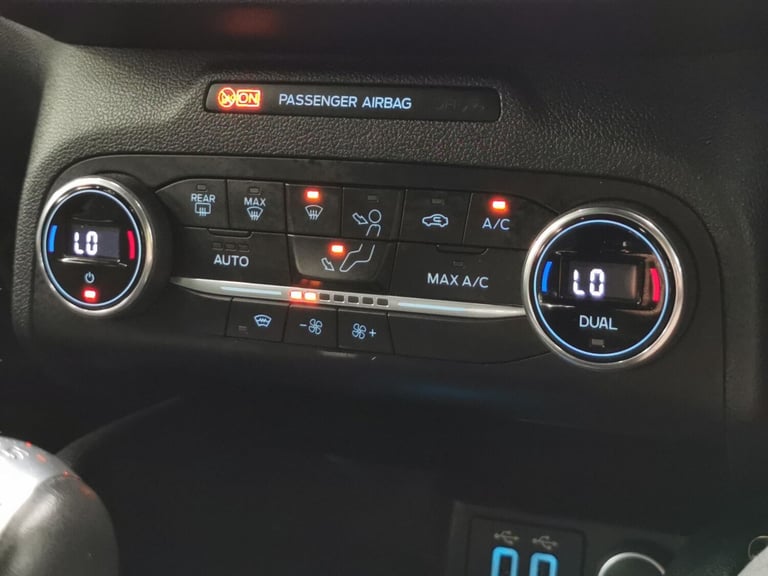 ON PASSENGER AIRBAG
REAR MAX A/C
LO AUTO MAX A/C LO
DUAL